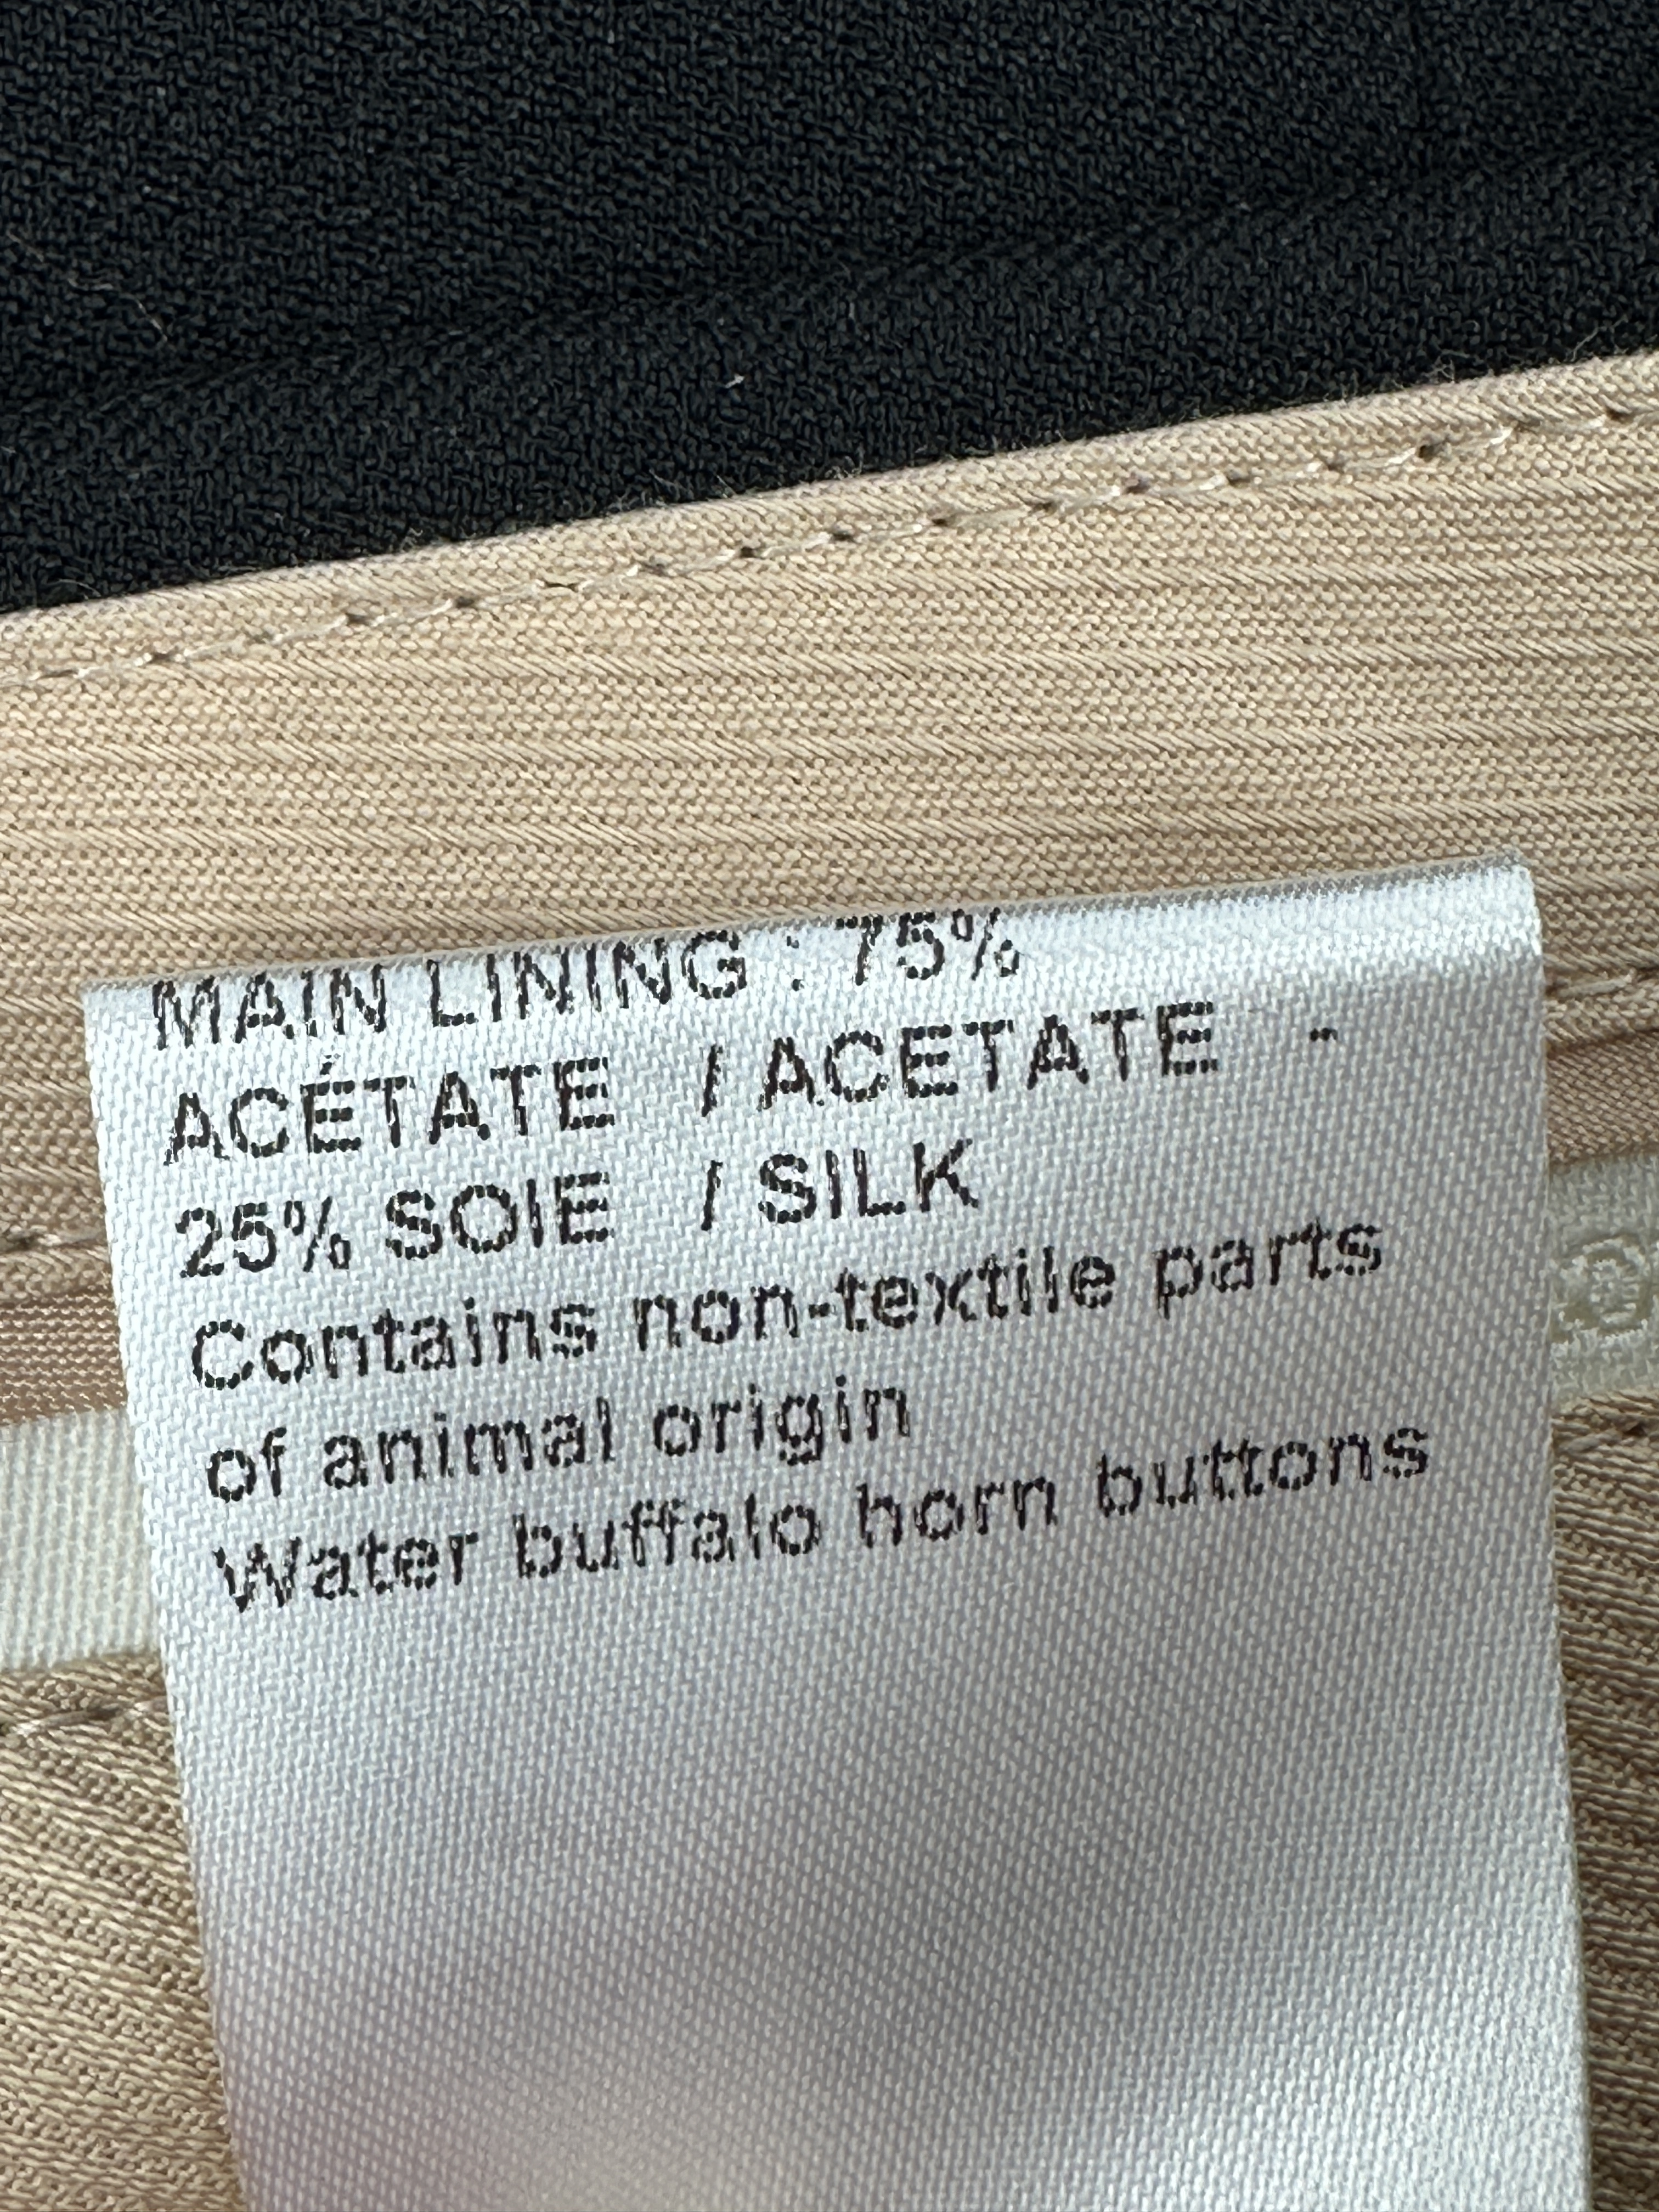 MAIN LINING : 75%
ACÉTATE / ACETATE -
25% SOIE / SILK
Contains non-textile parts
of animal origin
Water buffalo horn buttons